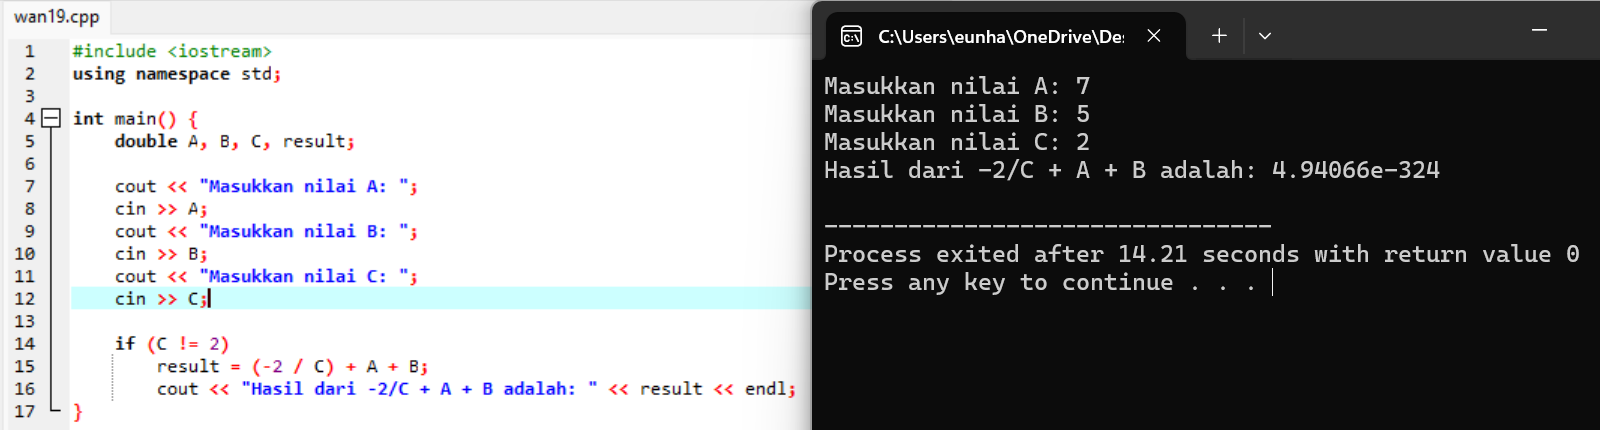 wan19.cpp
1 #include <iostream>
2 using namespace std;
3
4 int main() {
5 double A, B, C, result;
6
7 cout << "Masukkan nilai A: ";
8 cin >> A;
9 cout << "Masukkan nilai B: ";
10 cin >> B;
11 cout << "Masukkan nilai C: ";
12 cin >> C;
13
14 if (C != 2)
15 result = (-2 / C) + A + B;
16 cout << "Hasil dari -2/C + A + B adalah: " << result << endl;
17 }
C:\Users\eunha\OneDrive\De
Masukkan nilai A: 7
Masukkan nilai B: 5
Masukkan nilai C: 2
Hasil dari -2/C + A + B adalah: 4.94066e-324
--------------------------------
Process exited after 14.21 seconds with return value 0
Press any key to continue . . .